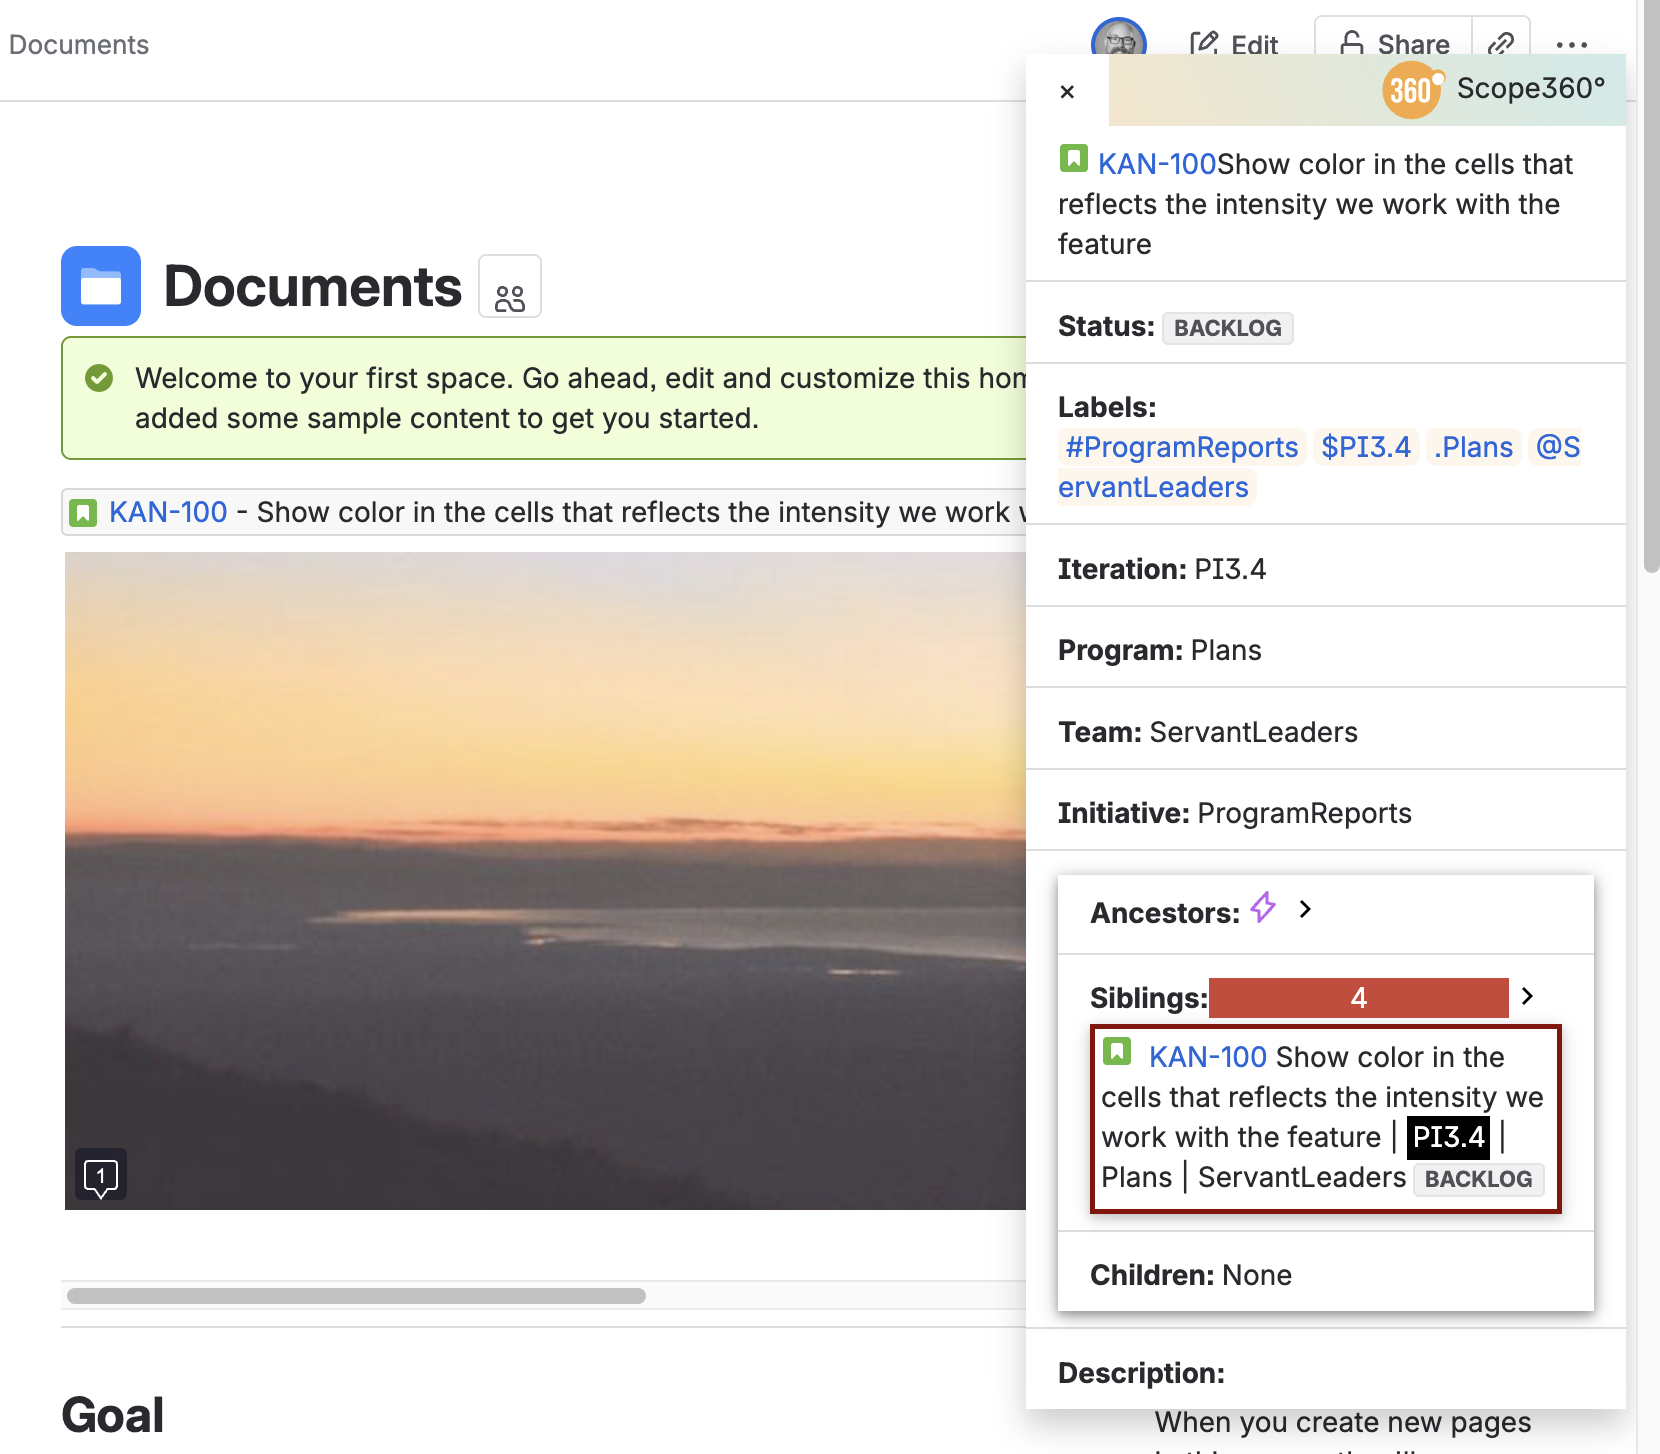 Documents
Edit
Share
Documents
Welcome to your first space. Go ahead, edit and customize this
added some sample content to get you started.
KAN-100 - Show color in the cells that reflects the intensity we work
1
Goal
×
360
Scope360°
KAN-100Show color in the cells that
reflects the intensity we work with the
feature
Status: BACKLOG
Labels:
#ProgramReports $PI3.4 .Plans @S
ervantLeaders
Iteration: PI3.4
Program: Plans
Team: ServantLeaders
Initiative: ProgramReports
Ancestors:
Siblings: 4
KAN-100 Show color in the
cells that reflects the intensity we
work with the feature | PI3.4 |
Plans | ServantLeaders BACKLOG
Children: None
Description:
When you create new pages